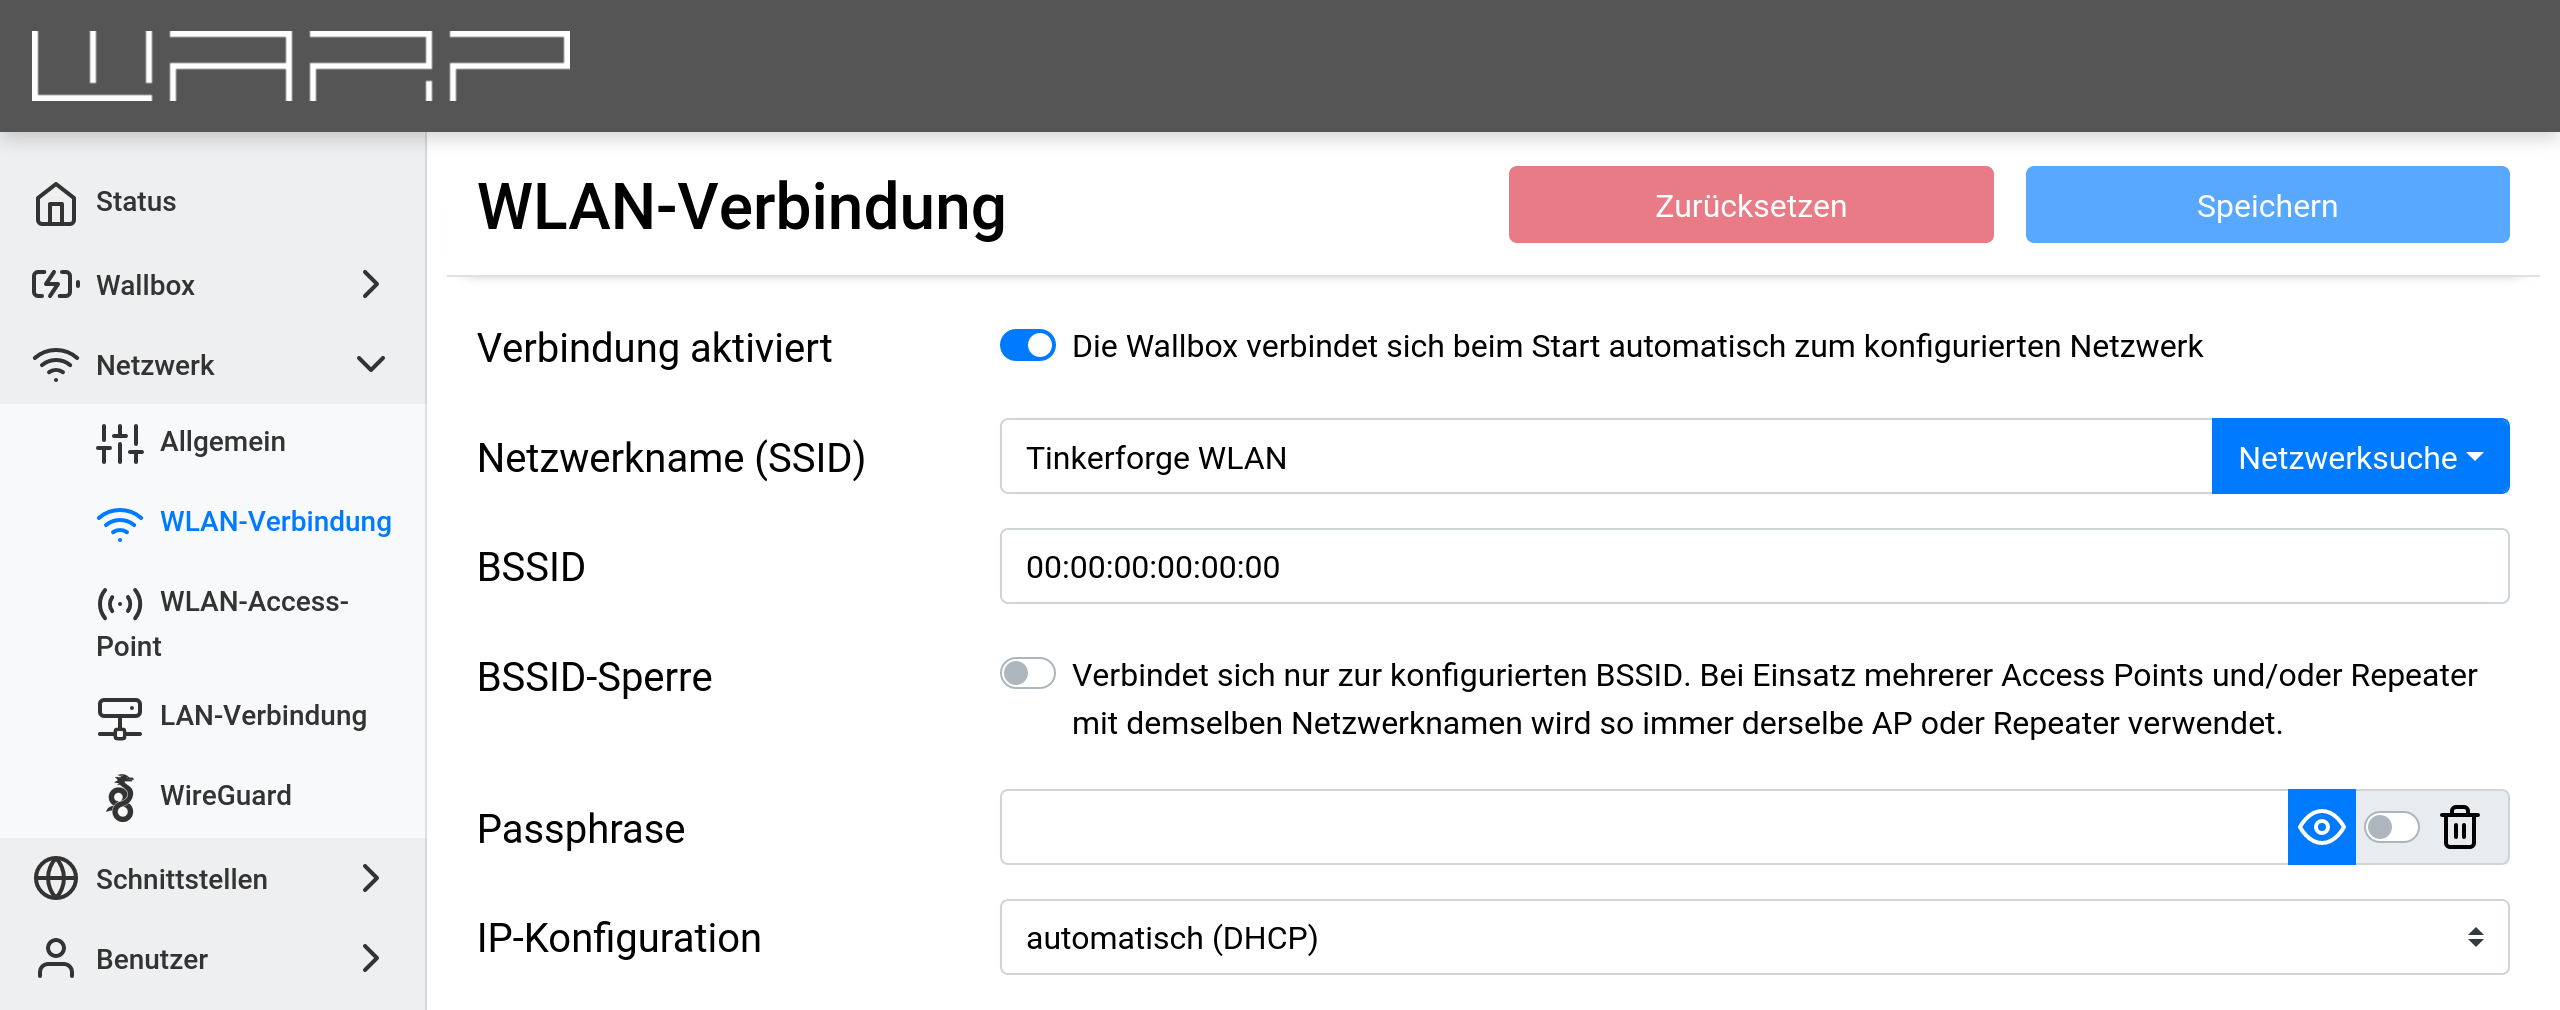 WARP
Status
Wallbox
Netzwerk
Allgemein
WLAN-Verbindung
WLAN-Access-
Point
LAN-Verbindung
WireGuard
Schnittstellen
Benutzer
WLAN-Verbindung
Zurücksetzen
Speichern
Verbindung aktiviert
Die Wallbox verbindet sich beim Start automatisch zum konfigurierten Netzwerk
Netzwerkname (SSID)
Tinkerforge WLAN
Netzwerksuche
BSSID
00:00:00:00:00:00
BSSID-Sperre
Verbindet sich nur zur konfigurierten BSSID. Bei Einsatz mehrerer Access Points und/oder Repeater
mit demselben Netzwerknamen wird so immer derselbe AP oder Repeater verwendet.
Passphrase
IP-Konfiguration
automatisch (DHCP)